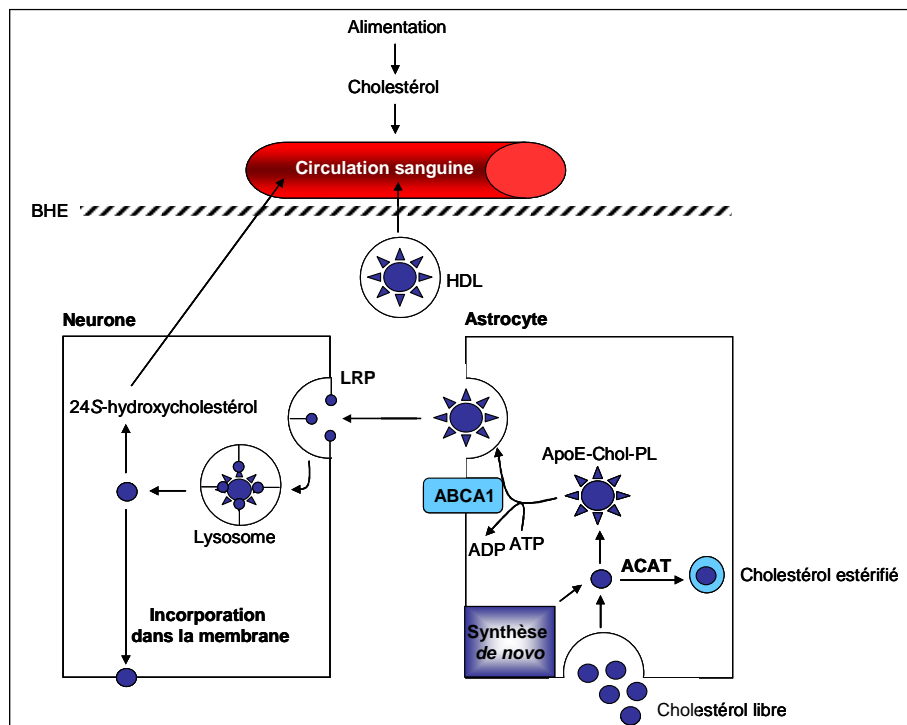 Alimentation
Cholestérol
Circulation sanguine
BHE
HDL
Neurone
Astrocyte
LRP
24S-hydroxycholestérol
ApoE-Chol-PL
ABCA1
Lysosome
ADP
ATP
ACAT
Cholestérol estérifié
Incorporation
dans la membrane
Synthèse
de novo
Cholestérol libre